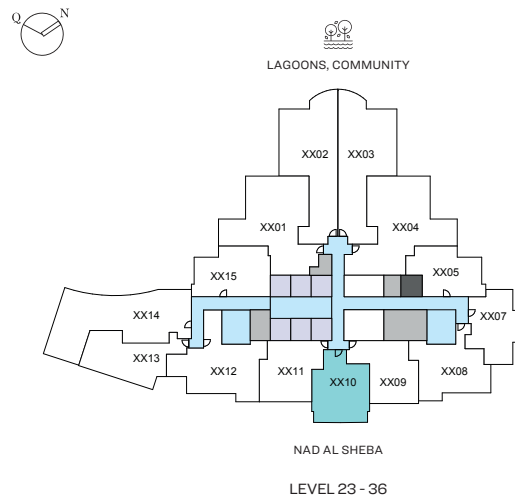 Q N
LAGOONS, COMMUNITY
XX02 XX03
XX01 XX04
XX15 XX05
XX14 XX07
XX13 XX12 XX11 XX10 XX09 XX08
NAD AL SHEBA
LEVEL 23 - 36